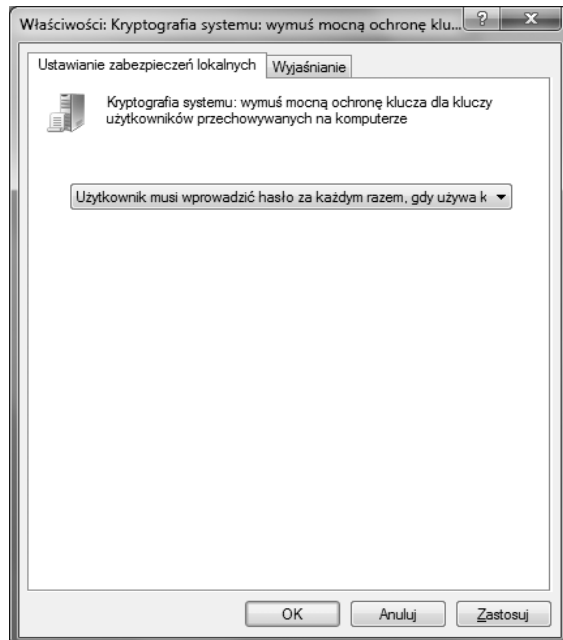 Właściwości: Kryptografia systemu: wymuś mocną ochronę klu...
Ustawianie zabezpieczeń lokalnych
Wyjaśnianie
Kryptografia systemu: wymuś mocną ochronę klucza dla kluczy
użytkowników przechowywanych na komputerze
Użytkownik musi wprowadzić hasło za każdym razem, gdy używa k
OK
Anuluj
Zastosuj